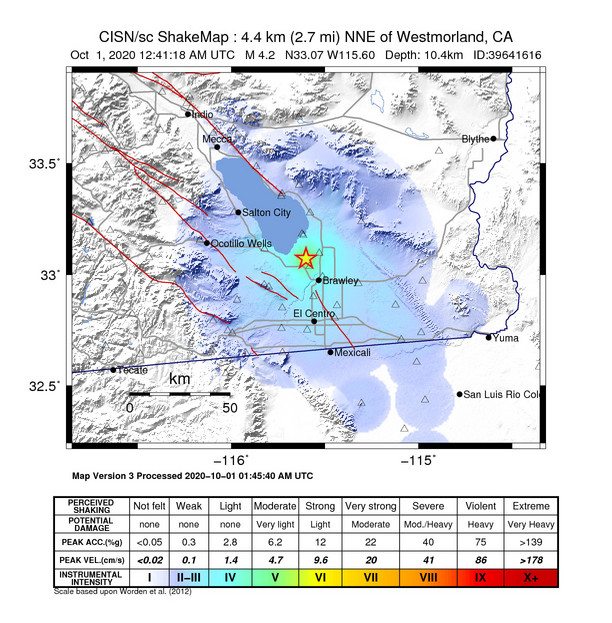 CISN/sc ShakeMap : 4.4 km (2.7 mi) NNE of Westmorland, CA
Oct 1, 2020 12:41:18 AM UTC M 4.2 N33.07 W115.60 Depth: 10.4km ID:39641616
Indio
Mecca
Blythe
33.5˚
Salton City
Ocotillo Wells
33˚
Brawley
El Centro
Yuma
Mexicali
Tecate
32.5˚
km
San Luis Rio Col
0 50
−116˚ −115˚
Map Version 3 Processed 2020−10−01 01:45:40 AM UTC
PERCEIVED SHAKING Not felt Weak Light Moderate Strong Very strong Severe Violent Extreme
POTENTIAL DAMAGE none none none Very light Light Moderate Mod./Heavy Heavy Very Heavy
PEAK ACC.(%g) <0.05 0.3 2.8 6.2 12 22 40 75 >139
PEAK VEL.(cm/s) <0.02 0.1 1.4 4.7 9.6 20 41 86 >178
INSTRUMENTAL INTENSITY I II−III IV V VI VII VIII IX X+
Scale based upon Worden et al. (2012)